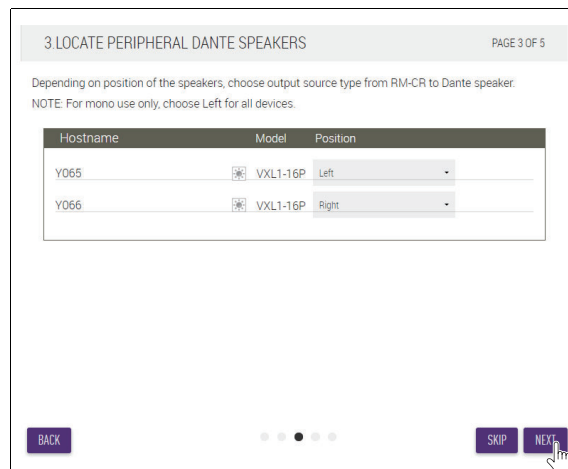 3.LOCATE PERIPHERAL DANTE SPEAKERS PAGE 3 OF 5
Depending on position of the speakers, choose output source type from RM-CR to Dante speaker.
NOTE: For mono use only, choose Left for all devices.
Hostname Model Position
Y065 VXL1-16P Left
Y066 VXL1-16P Right
BACK SKIP NEXT